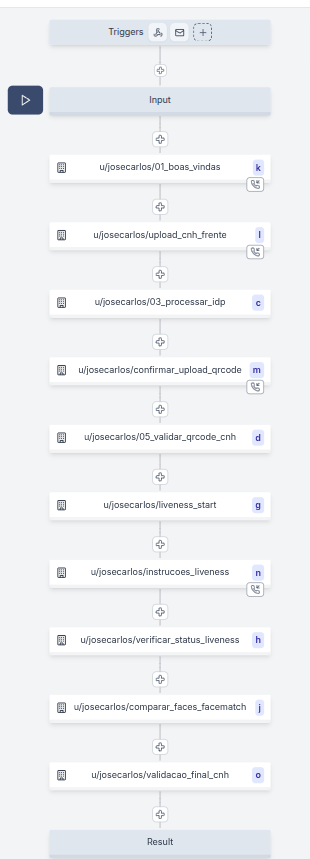 Triggers
Input
u/josecarlos/01_boas_vindas k
u/josecarlos/upload_cnh_frente l
u/josecarlos/03_processar_idp c
u/josecarlos/confirmar_upload_qrcode m
u/josecarlos/05_validar_qrcode_cnh d
u/josecarlos/liveness_start g
u/josecarlos/instrucoes_liveness n
u/josecarlos/verificar_status_liveness h
u/josecarlos/comparar_faces_facematch j
u/josecarlos/validacao_final_cnh o
Result